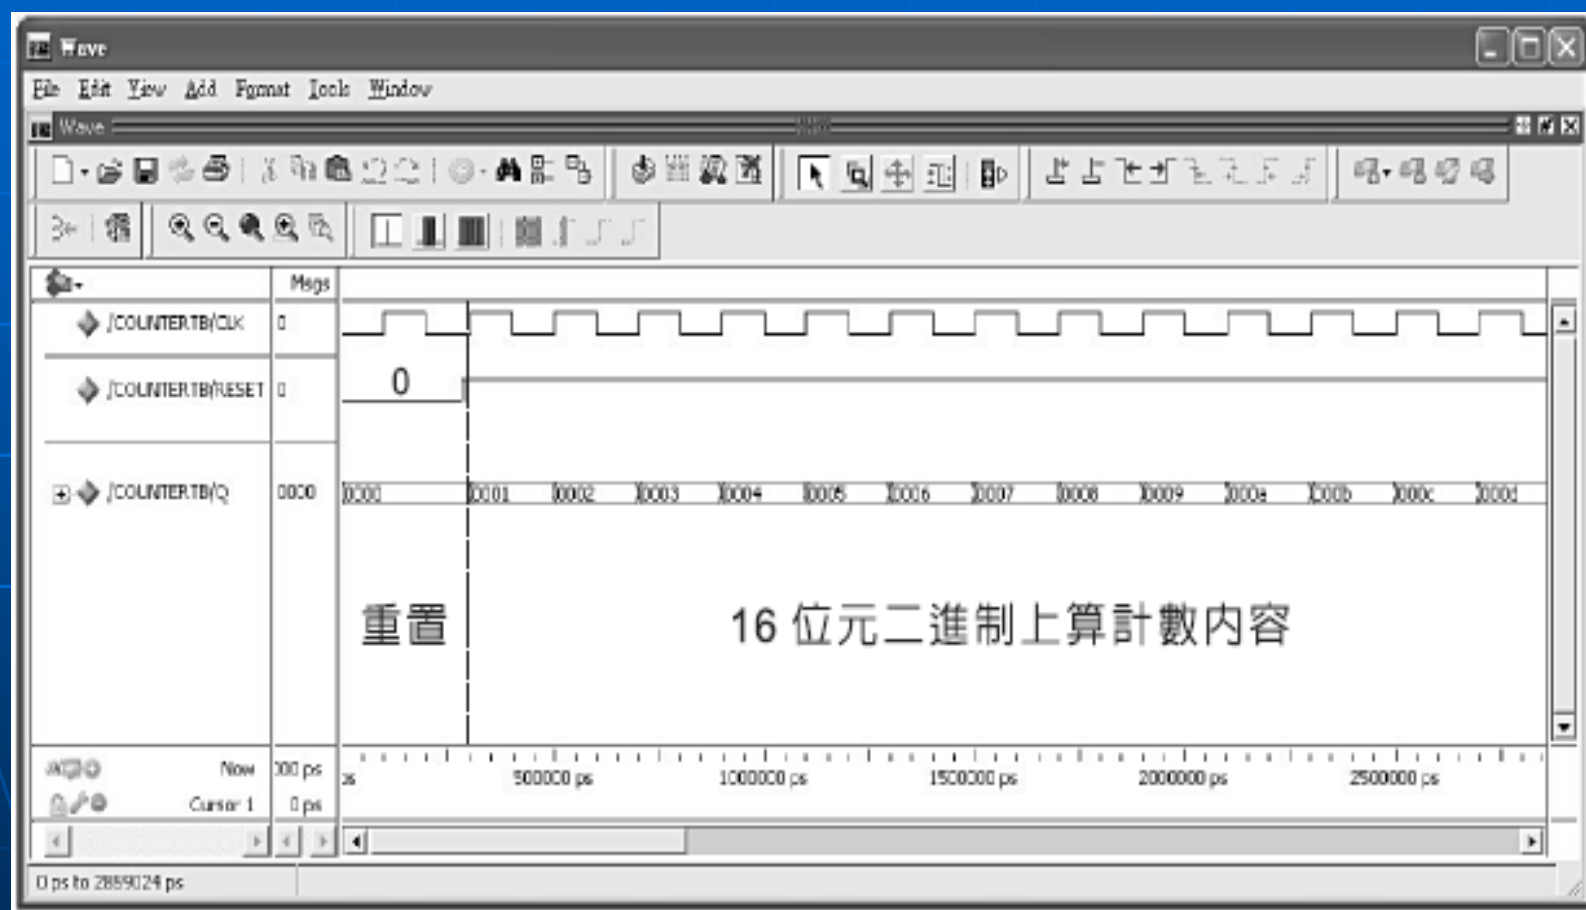 Wave
File Edit View Add Format Tools Window
Wave
Msgs
/COUNTERTB/CLK 0
/COUNTERTB/RESET 0 0
/COUNTERTB/Q 0000 0000 0001 0002 0003 0004 0005 0006 0007 0008 0009 000a 000b 000c 000d
重置 16 位元二進制上算計數內容
Now 000 ps ps 500000 ps 1000000 ps 1500000 ps 2000000 ps 2500000 ps
Cursor 1 0 ps